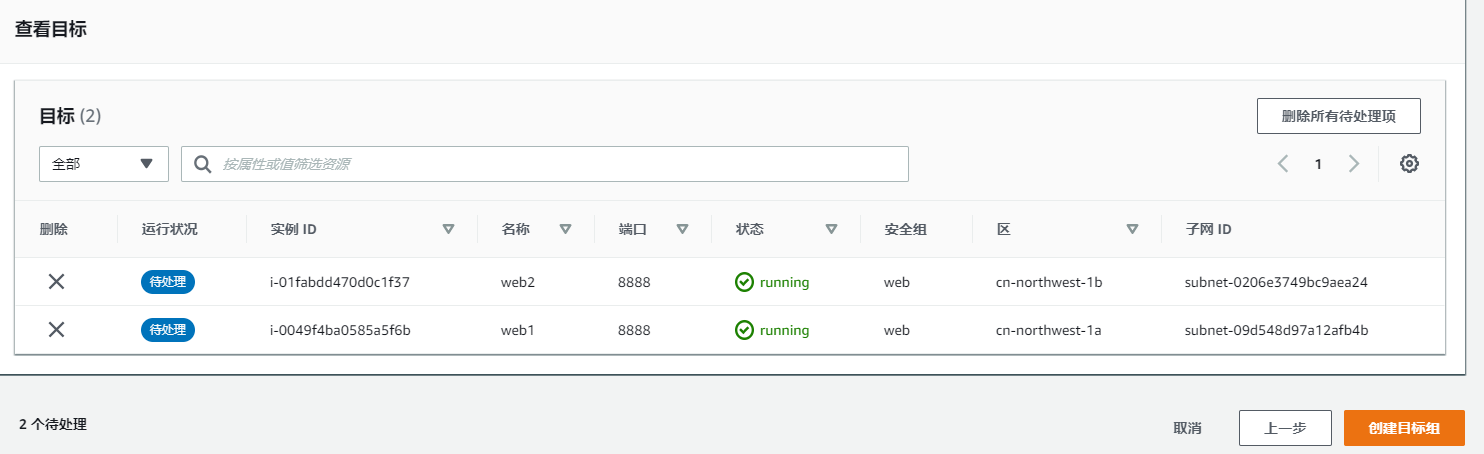 查看目标
目标 (2)
删除所有待处理项
全部 按属性或值筛选资源 1
删除 运行状况 实例 ID 名称 端口 状态 安全组 区 子网 ID
待处理 i-01fabdd470d0c1f37 web2 8888 running web cn-northwest-1b subnet-0206e3749bc9aea24
待处理 i-0049f4ba0585a5f6b web1 8888 running web cn-northwest-1a subnet-09d548d97a12afb4b
2 个待处理 取消 上一步 创建目标组